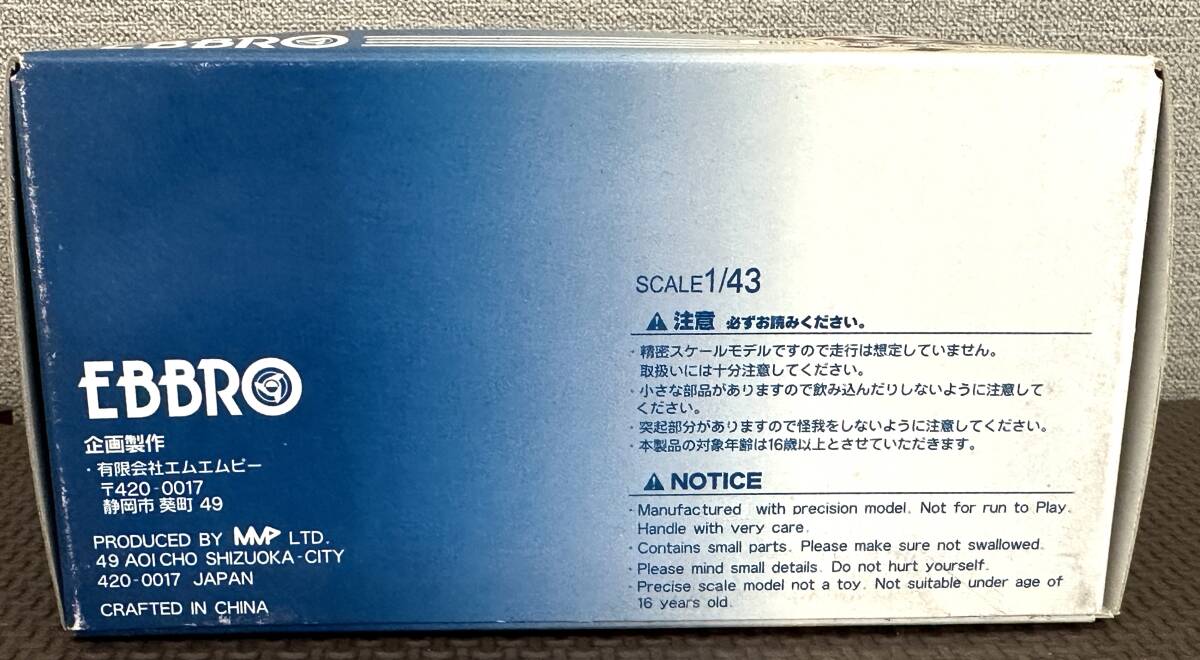 EBBRO
SCALE1/43
注意 必ずお読みください。
・精密スケールモデルですので走行は想定していません。
取扱いには十分注意してください。
・小さな部品がありますので飲み込んだりしないように注意して
ください。
・突起部分がありますので怪我をしないように注意してください。
・本製品の対象年齢は16歳以上とさせていただきます。
NOTICE
・Manufactured with precision model. Not for run to Play.
Handle with very care.
・Contains small parts. Please make sure not swallowed.
・Please mind small details. Do not hurt yourself.
・Precise scale model not a toy. Not suitable under age of
16 years old.
EBBRO
企画製作
・有限会社エムエムピー
〒420-0017
静岡市 葵町 49
PRODUCED BY MMP LTD.
49 AOI CHO SHIZUOKA-CITY
420-0017 JAPAN
CRAFTED IN CHINA